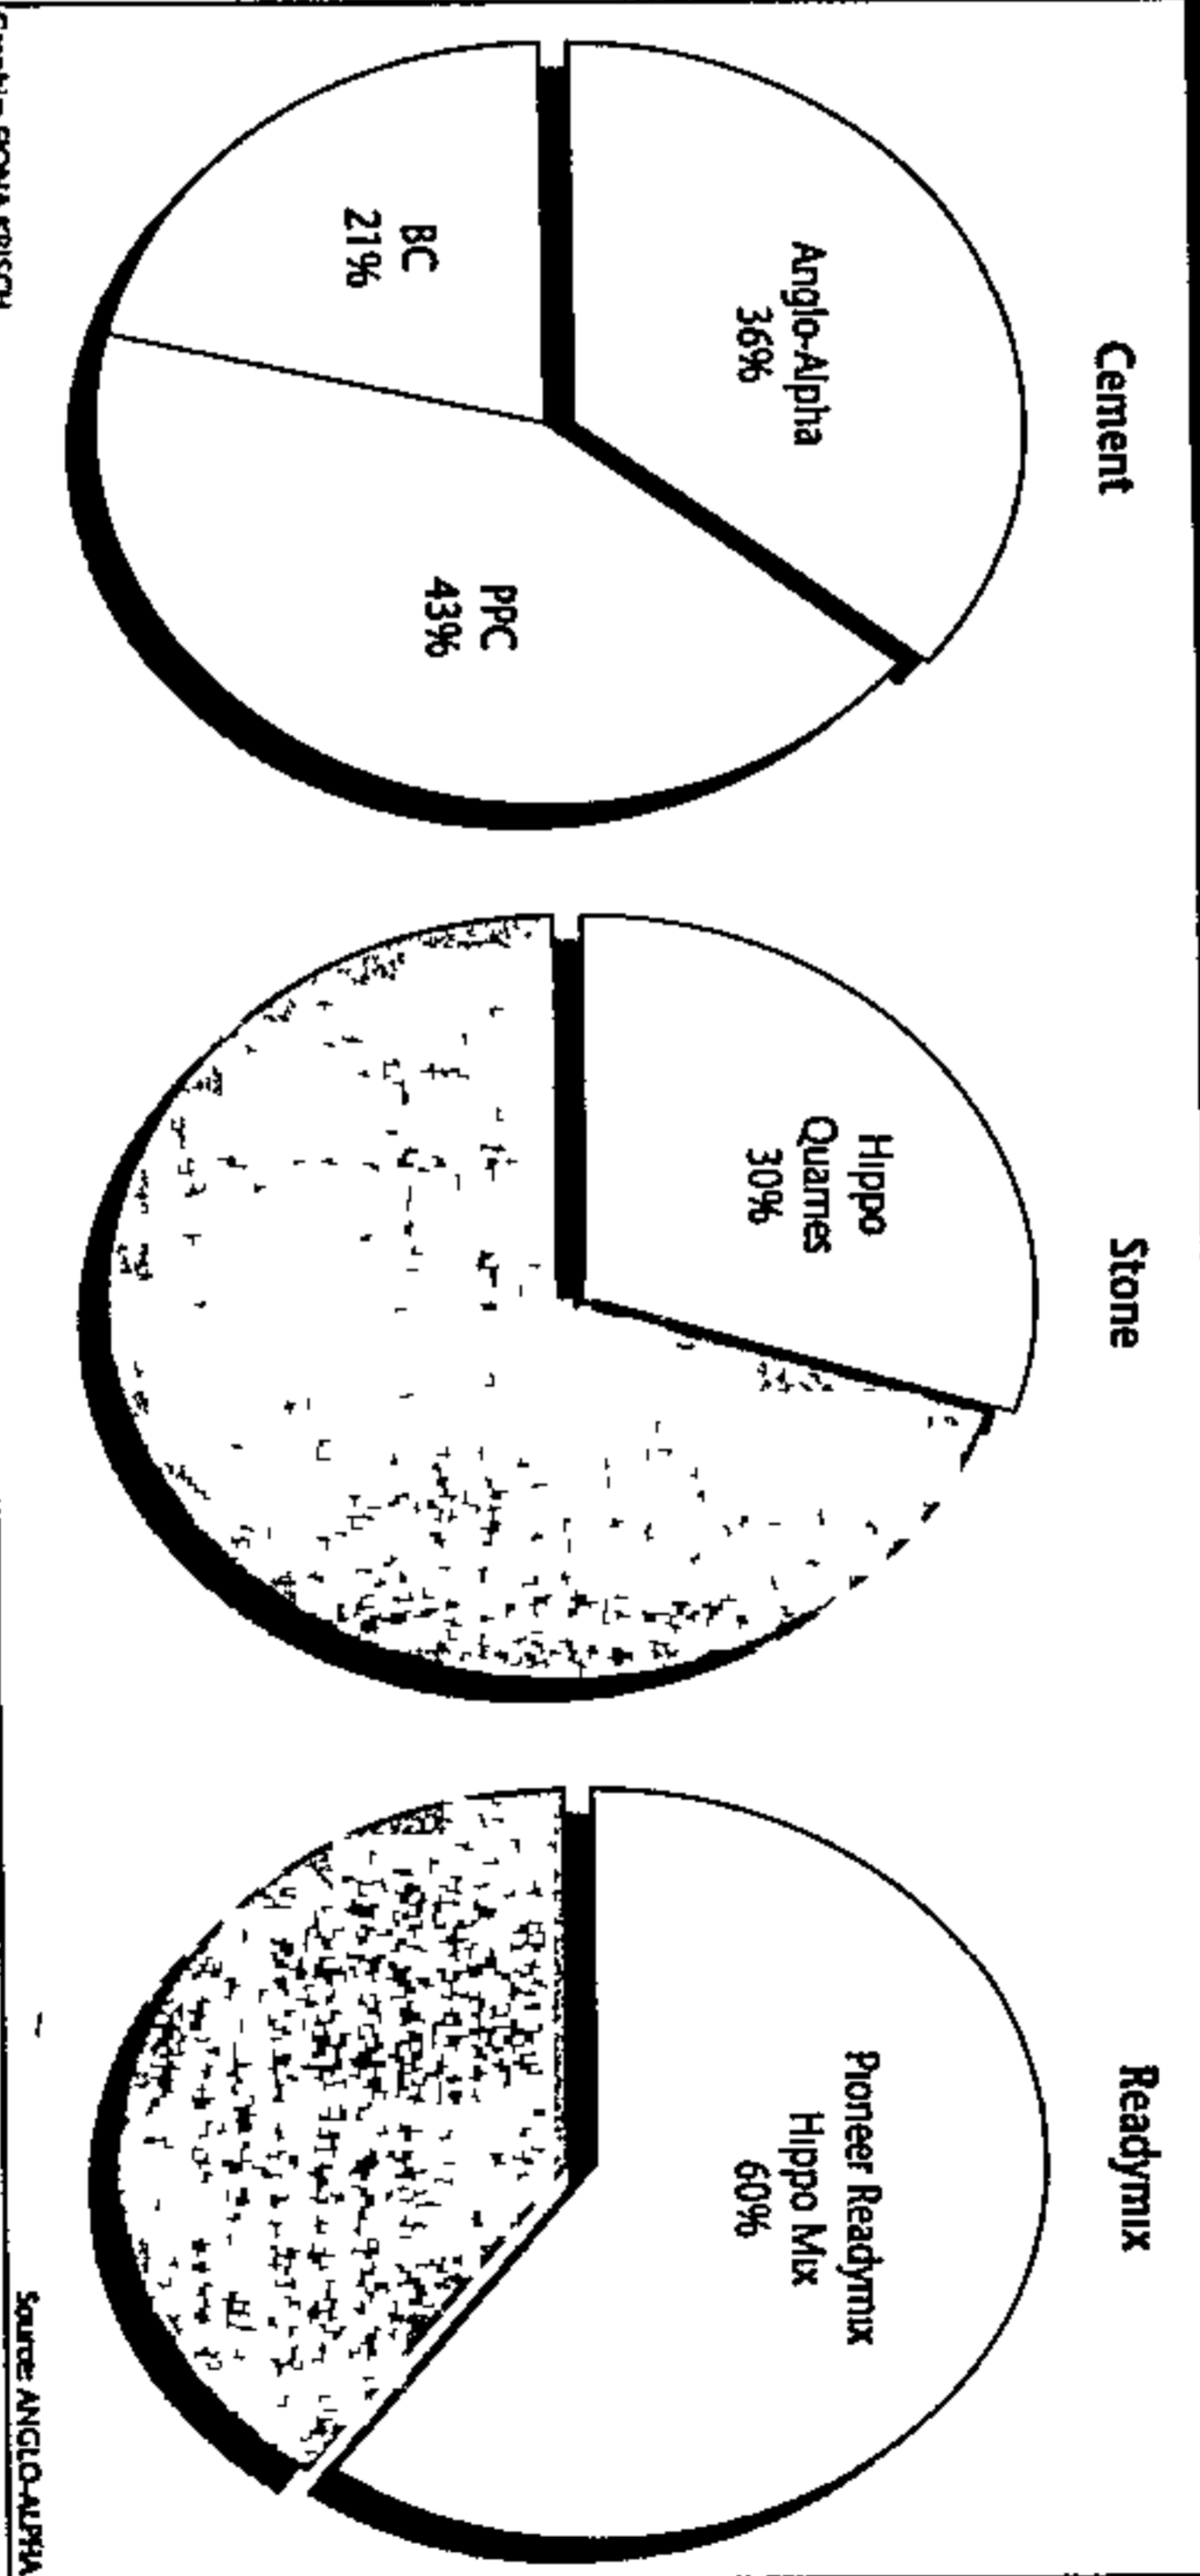 Cement
Anglo-Alpha
36%
BC
21%
PPC
43%
Stone
Hippo
Quarries
30%
Readymix
Pioneer Readymix
Hippo Mix
60%
Source: ANGLO-ALPHA